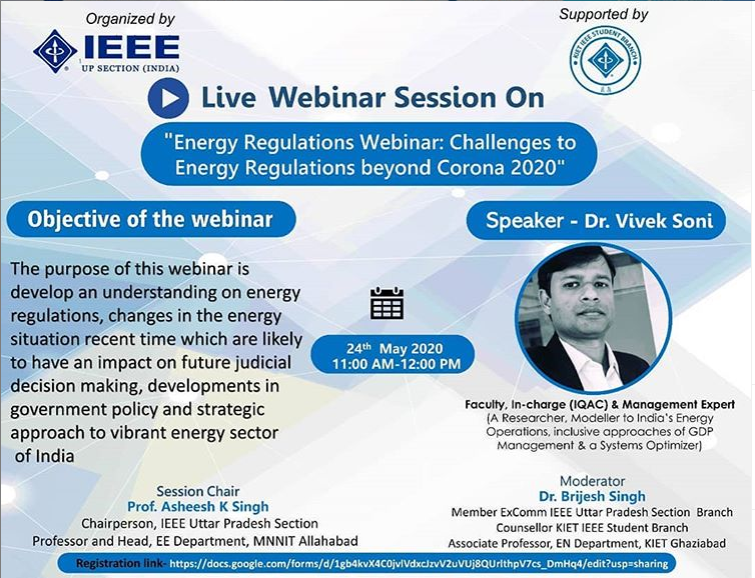 Organized by
IEEE
UP SECTION (INDIA)
Supported by
KIET IEEE STUDENT BRANCH
Live Webinar Session On
"Energy Regulations Webinar: Challenges to
Energy Regulations beyond Corona 2020"
Objective of the webinar
The purpose of this webinar is
develop an understanding on energy
regulations, changes in the energy
situation recent time which are likely
to have an impact on future judicial
decision making, developments in
government policy and strategic
approach to vibrant energy sector
of India
24th May 2020
11:00 AM-12:00 PM
Speaker - Dr. Vivek Soni
Faculty, In-charge (IQAC) & Management Expert
(A Researcher, Modeller to India's Energy
Operations, inclusive approaches of GDP
Management & a Systems Optimizer)
Session Chair
Prof. Asheesh K Singh
Chairperson, IEEE Uttar Pradesh Section
Professor and Head, EE Department, MNNIT Allahabad
Moderator
Dr. Brijesh Singh
Member ExComm IEEE Uttar Pradesh Section Branch
Counsellor KIET IEEE Student Branch
Associate Professor, EN Department, KIET Ghaziabad
Registration link- https://docs.google.com/forms/d/1gb4kvX4C0jvlVdxcJzvV2uVUj8QUrlthpV7cs_DmHq4/edit?usp=sharing